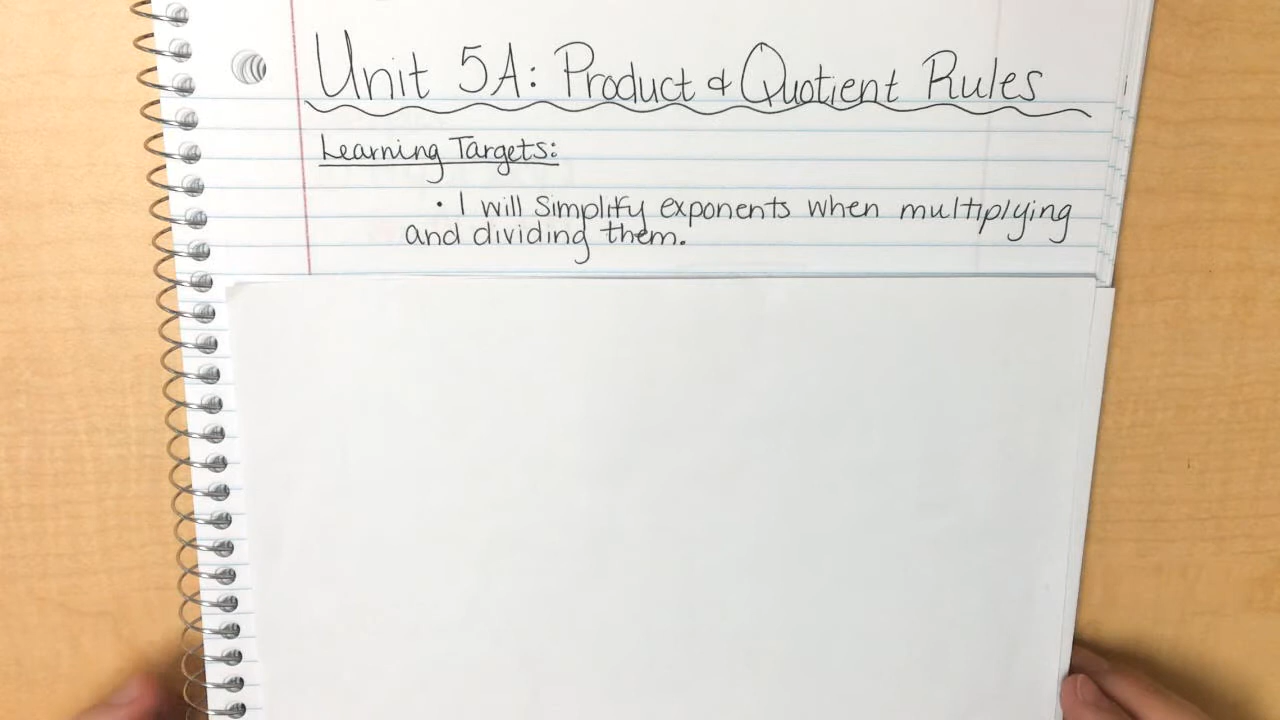 Unit 5A: Product & Quotient Rules
Learning Targets:
• I will Simplify exponents when multiplying
and dividing them.